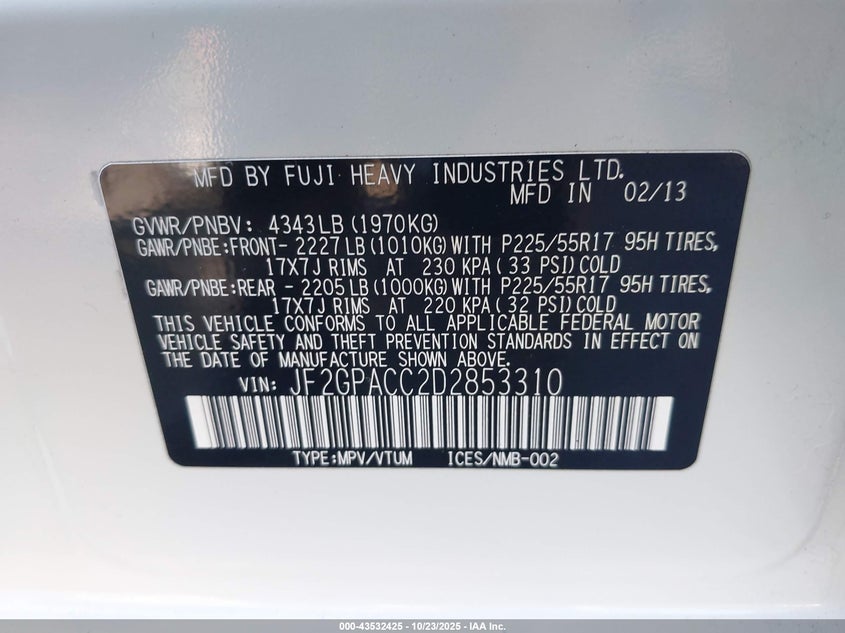 MFD BY FUJI HEAVY INDUSTRIES LTD.
MFD IN 02/13
GVWR/PNBV: 4343LB(1970KG)
GAWR/PNBE:FRONT- 2227LB(1010KG)WITH P225/55R17 95H TIRES,
17X7J RIMS AT 230 KPA(33 PSI)COLD
GAWR/PNBE:REAR - 2205LB(1000KG)WITH P225/55R17 95H TIRES,
17X7J RIMS AT 220 KPA(32 PSI)COLD
THIS VEHICLE CONFORMS TO ALL APPLICABLE FEDERAL MOTOR
VEHICLE SAFETY AND THEFT PREVENTION STANDARDS IN EFFECT ON
THE DATE OF MANUFACTURE SHOWN ABOVE.
VIN: JF2GPACC2D2853310
TYPE:MPV/VTUM ICES/NMB-002
000-43532425 - 10/23/2025 - IAA Inc.